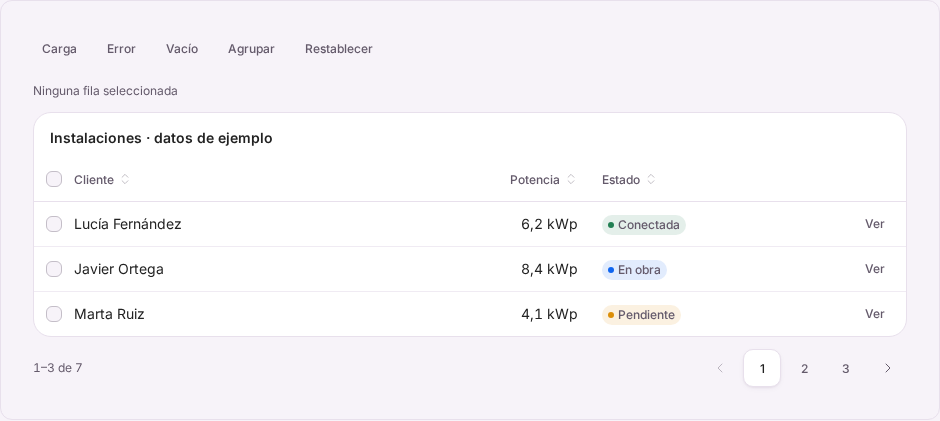 Carga Error Vacío Agrupar Restablecer
Ninguna fila seleccionada
Instalaciones · datos de ejemplo
Cliente Potencia Estado
Lucía Fernández 6,2 kWp Conectada Ver
Javier Ortega 8,4 kWp En obra Ver
Marta Ruiz 4,1 kWp Pendiente Ver
1–3 de 7 1 2 3